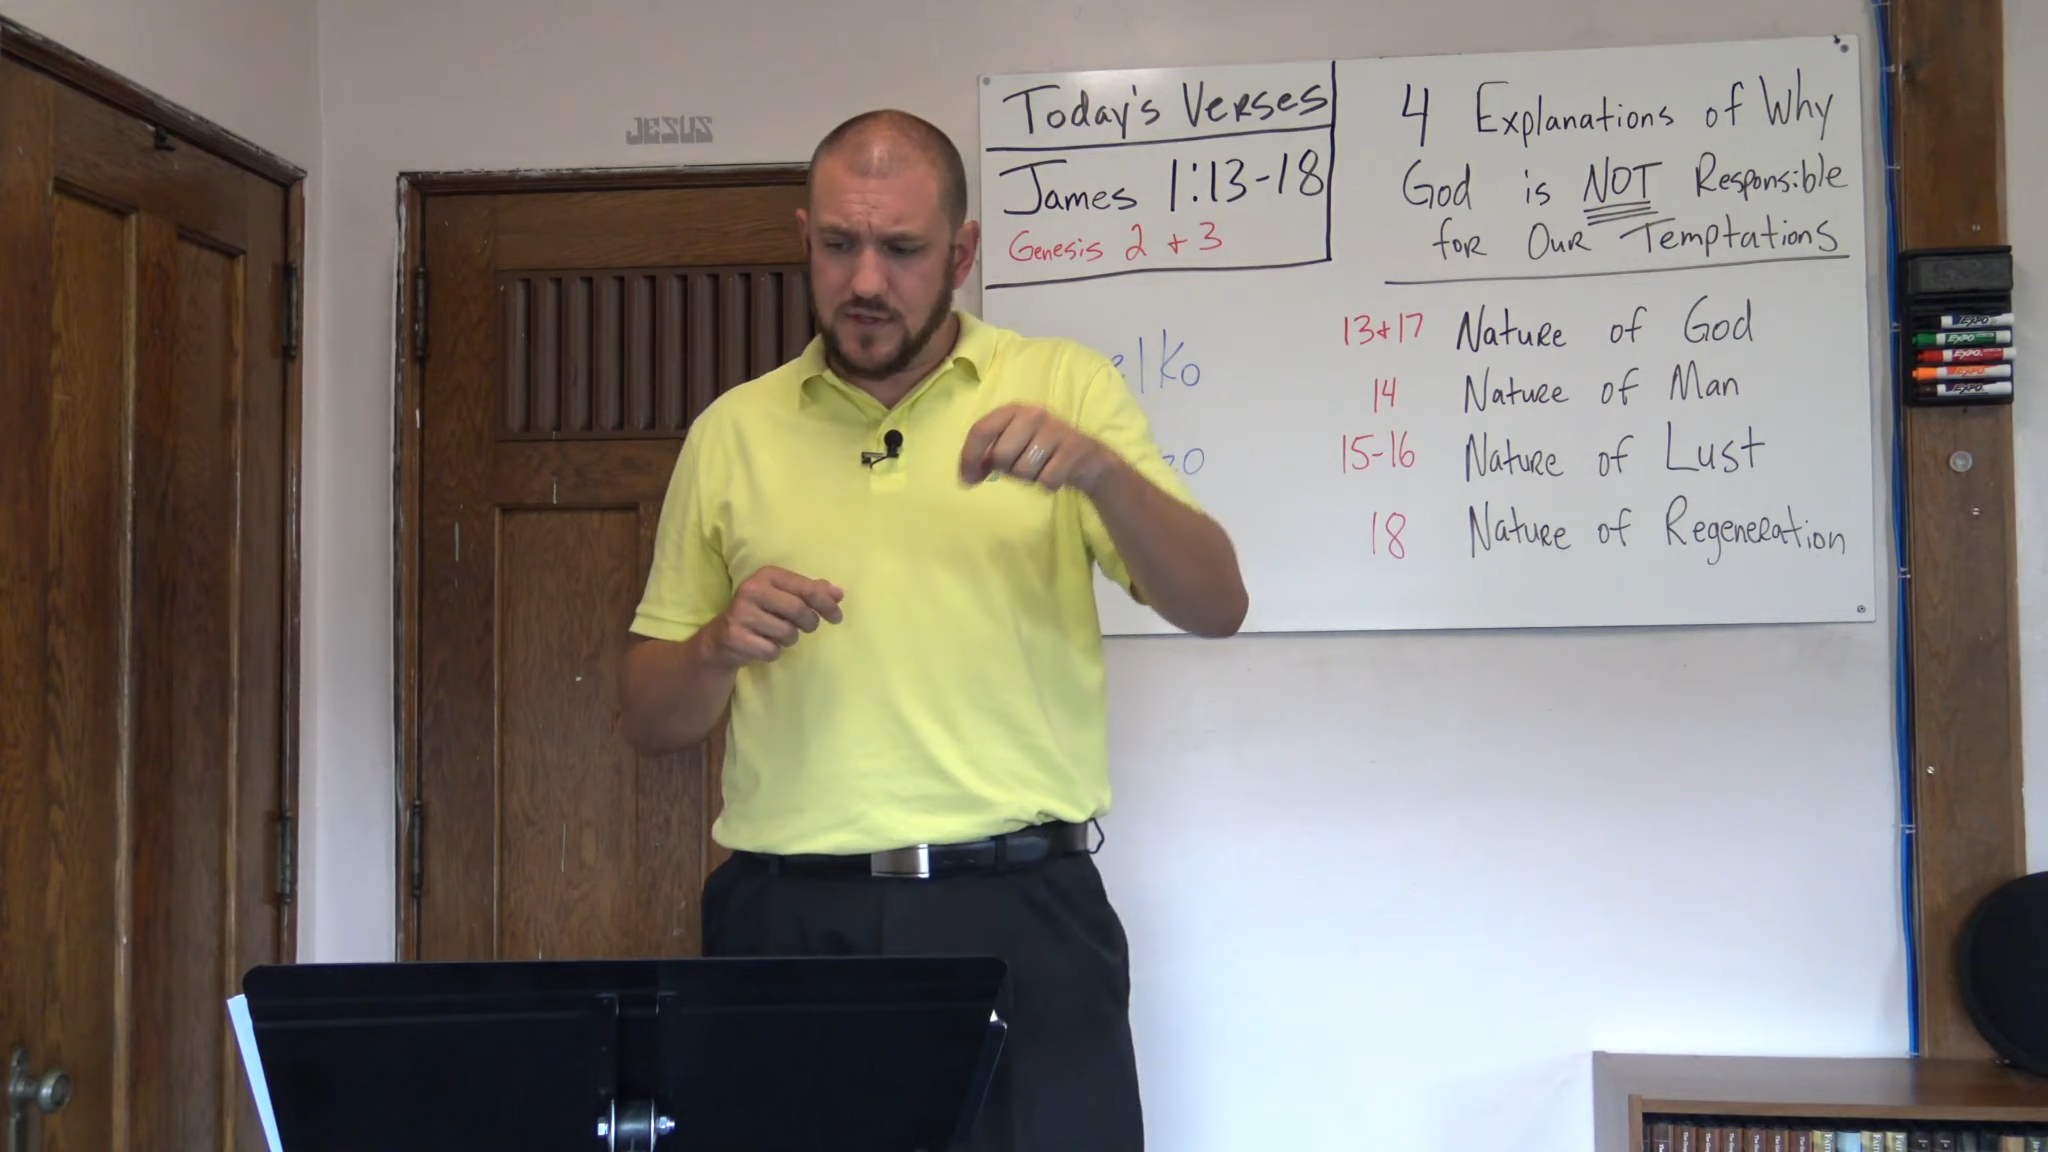 JESUS
Today's Verses
James 1:13-18
Genesis 2 + 3
4 Explanations of Why
God is NOT Responsible
for Our Temptations
13+17 Nature of God
14 Nature of Man
15-16 Nature of Lust
18 Nature of Regeneration
EXPO
EXPO
EXPO
EXPO
EXPO